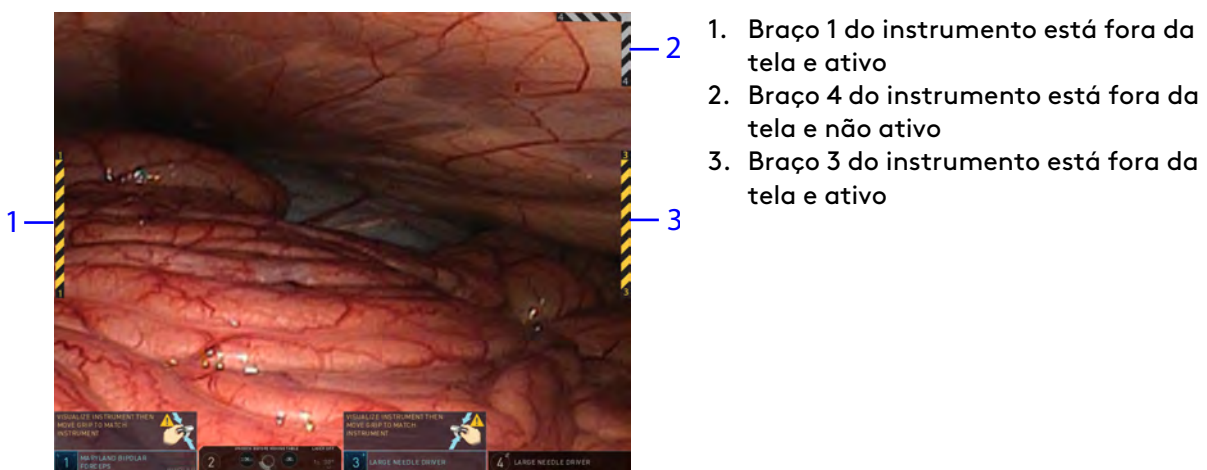 4
4
2
1. Braço 1 do instrumento está fora da
tela e ativo
2. Braço 4 do instrumento está fora da
tela e não ativo
3. Braço 3 do instrumento está fora da
tela e ativo
1
3
1
3
1
3
VISUALIZE INSTRUMENT THEN
MOVE GRIP TO MATCH
INSTRUMENT
VISUALIZE INSTRUMENT THEN
MOVE GRIP TO MATCH
INSTRUMENT
1 MARYLAND BIPOLAR
FORCEPS
2
3 LARGE NEEDLE DRIVER
4 LARGE NEEDLE DRIVER